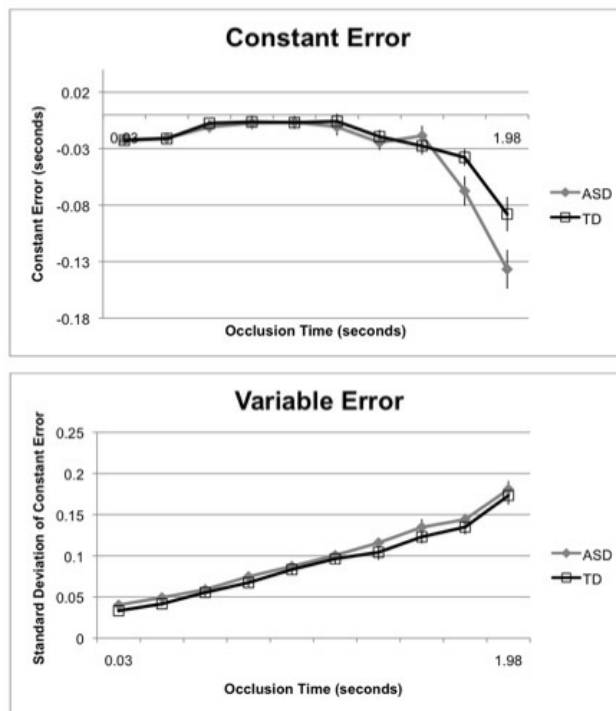 Constant Error
0.02
-0.03
-0.08
-0.13
-0.18
0.03
1.98
Constant Error (seconds)
Occlusion Time (seconds)
ASD
TD
Variable Error
0.25
0.2
0.15
0.1
0.05
0
0.03
1.98
Standard Deviation of Constant Error
Occlusion Time (seconds)
ASD
TD